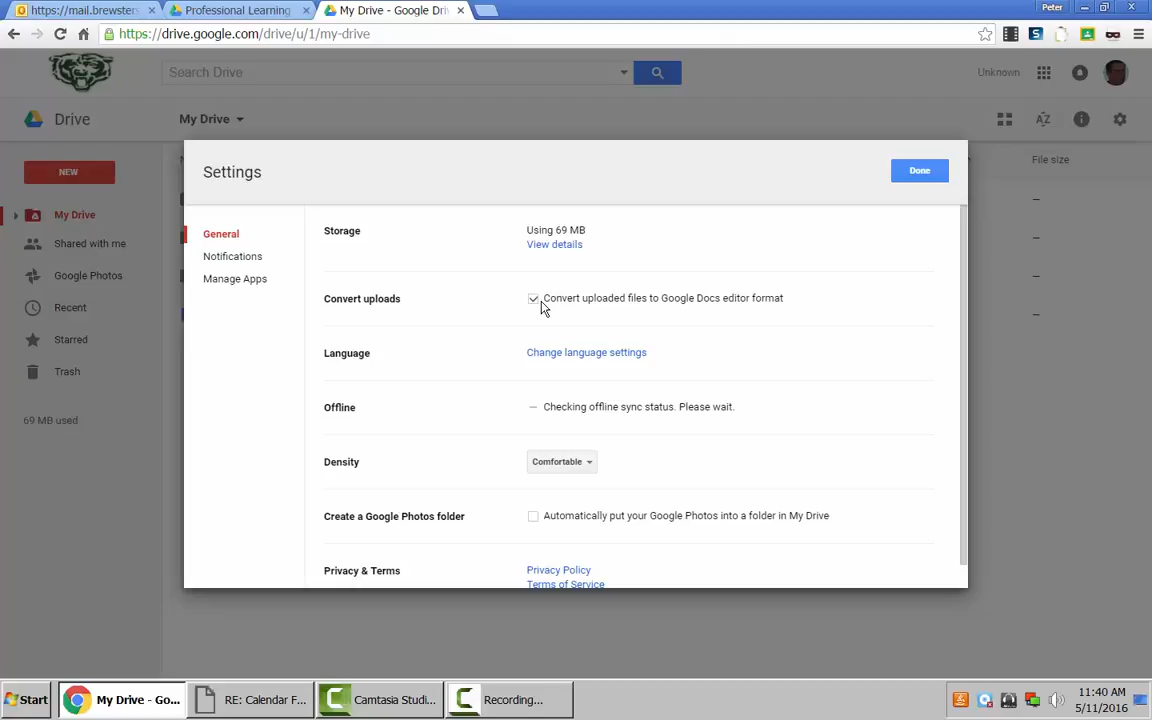 https://mail.brewsters
Professional Learning
My Drive - Google Dri
Peter
https://drive.google.com/drive/u/1/my-drive
Search Drive
Unknown
Drive
My Drive
NEW
File size
My Drive
Shared with me
Google Photos
Recent
Starred
Trash
69 MB used
Settings
Done
General
Notifications
Manage Apps
Storage
Using 69 MB
View details
Convert uploads
Convert uploaded files to Google Docs editor format
Language
Change language settings
Offline
Checking offline sync status. Please wait.
Density
Comfortable
Create a Google Photos folder
Automatically put your Google Photos into a folder in My Drive
Privacy & Terms
Privacy Policy
Terms of Service
Start
My Drive - Go...
RE: Calendar F...
Camtasia Studi...
Recording...
11:40 AM
5/11/2016